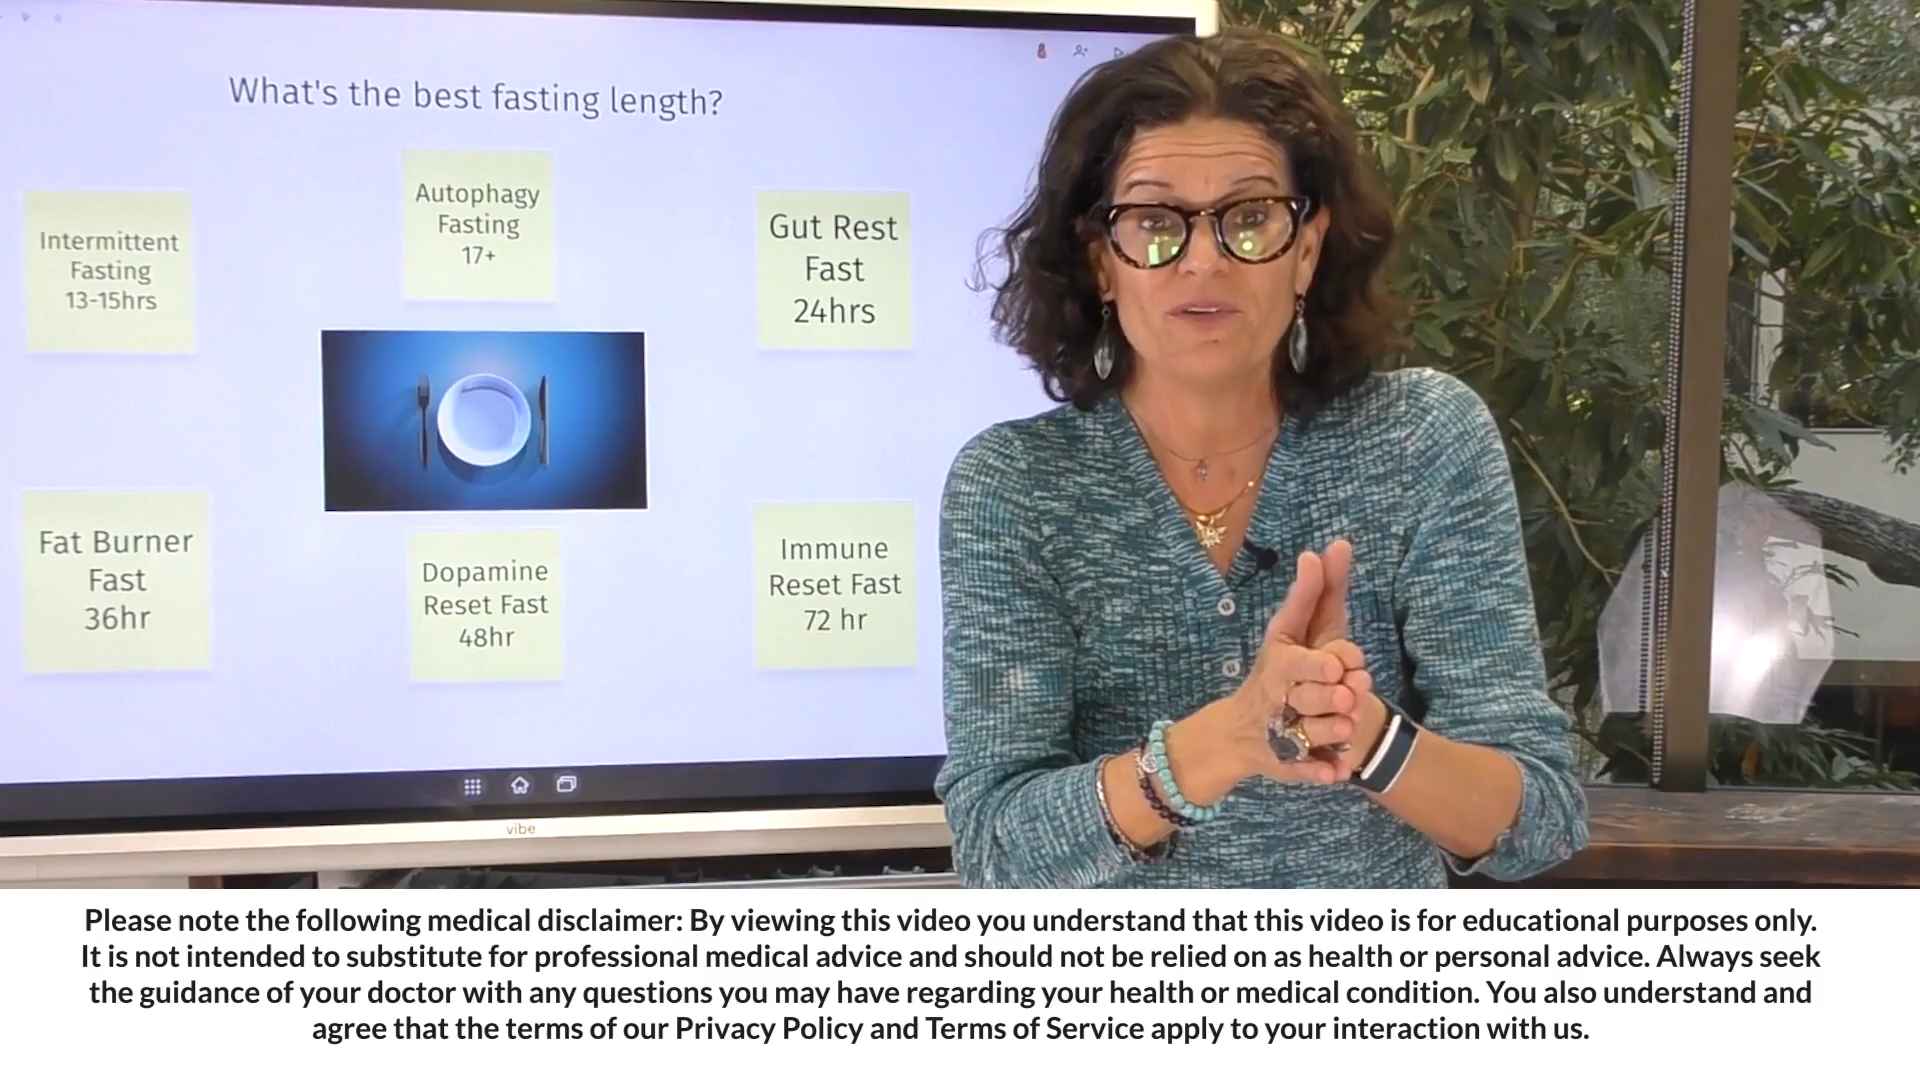 What's the best fasting length?
Intermittent
Fasting
13-15hrs
Autophagy
Fasting
17+
Gut Rest
Fast
24hrs
Fat Burner
Fast
36hr
Dopamine
Reset Fast
48hr
Immune
Reset Fast
72 hr
vibe
Please note the following medical disclaimer: By viewing this video you understand that this video is for educational purposes only.
It is not intended to substitute for professional medical advice and should not be relied on as health or personal advice. Always seek
the guidance of your doctor with any questions you may have regarding your health or medical condition. You also understand and
agree that the terms of our Privacy Policy and Terms of Service apply to your interaction with us.